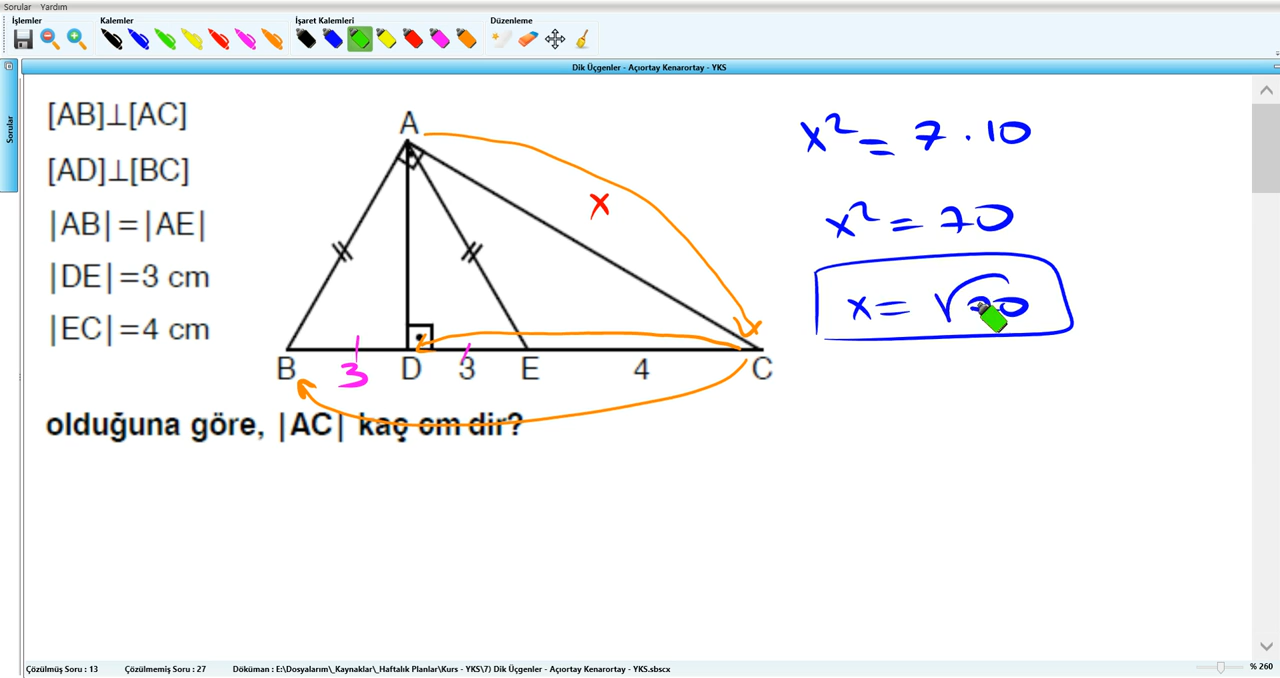 Sorular Yardım
İşlemler Kalemler İşaret Kalemleri Düzenleme
Dik Üçgenler - Açıortay Kenarortay - YKS
Sorular
[AB]⊥[AC]
[AD]⊥[BC]
|AB|=|AE|
|DE|=3 cm
|EC|=4 cm
A
x
B 3 D 3 E 4 C
olduğuna göre, |AC| kaç cm dir?
x² = 7 . 10
x² = 70
x = √70
Çözülmüş Soru : 13 Çözülmemiş Soru : 27 Döküman : E:\Dosyalarım\_Kaynaklar\_Haftalık Planlar\Kurs - YKS\7) Dik Üçgenler - Açıortay Kenarortay - YKS.sbscx % 260